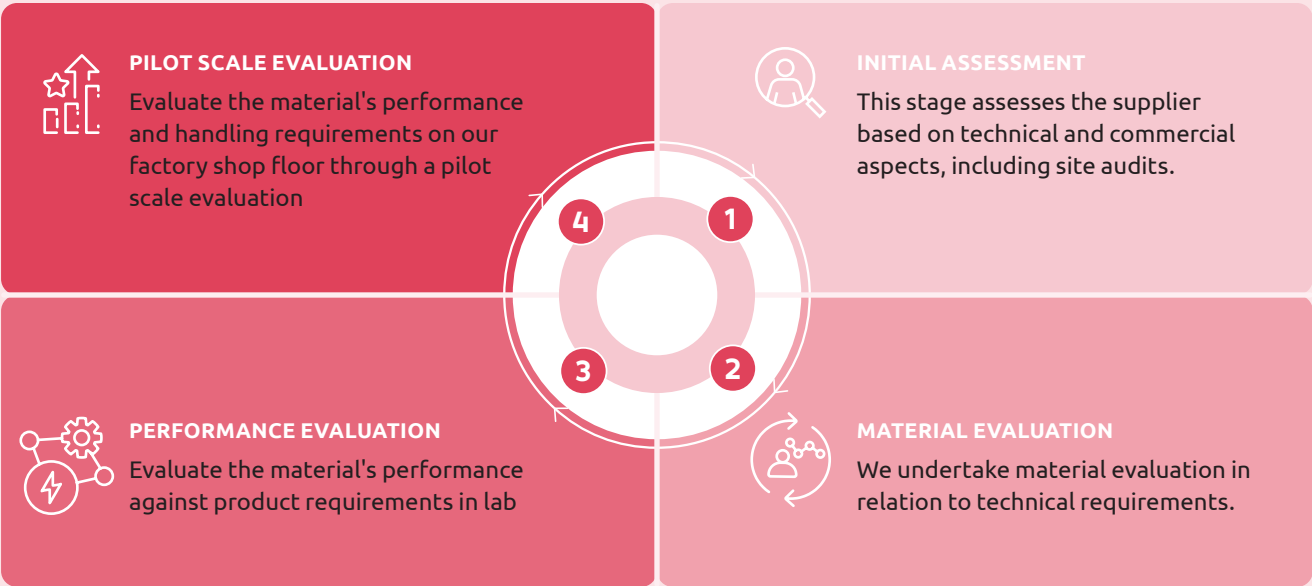 PILOT SCALE EVALUATION
Evaluate the material's performance
and handling requirements on our
factory shop floor through a pilot
scale evaluation
INITIAL ASSESSMENT
This stage assesses the supplier
based on technical and commercial
aspects, including site audits.
4
1
3
2
PERFORMANCE EVALUATION
Evaluate the material's performance
against product requirements in lab
MATERIAL EVALUATION
We undertake material evaluation in
relation to technical requirements.